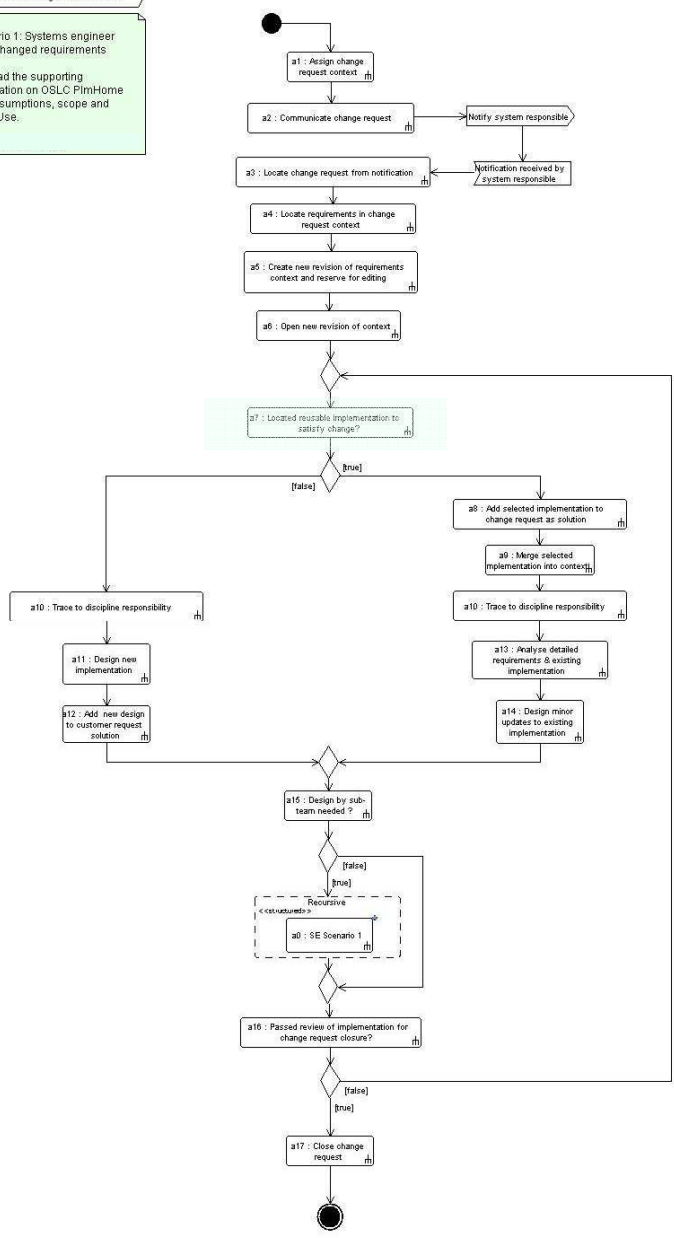 rio 1: Systems engineer
hanged requirements
ad the supporting
ation on OSLC PlmHome
sumptions, scope and
Use.
a1 : Assign change
request context
a2 : Communicate change request
Notify system responsible
Notification received by
system responsible
a3 : Locate change request from notification
a4 : Locate requirements in change
request context
a5 : Create new revision of requirements
context and reserve for editing
a6 : Open new revision of context
a7 : Located reusable implementation to
satisfy change?
[true]
[false]
a8 : Add selected implementation to
change request as solution
a9 : Merge selected
mplementation into context
a10 : Trace to discipline responsibility
a10 : Trace to discipline responsibility
a11 : Design new
implementation
a13 : Analyse detailed
requirements & existing
implementation
a12 : Add new design
to customer request
solution
a14 : Design minor
updates to existing
implementation
a15 : Design by sub-
team needed ?
[false]
[true]
Recursive
<<structured>>
a0 : SE Scenario 1
a16 : Passed review of implementation for
change request closure?
[false]
[true]
a17 : Close change
request